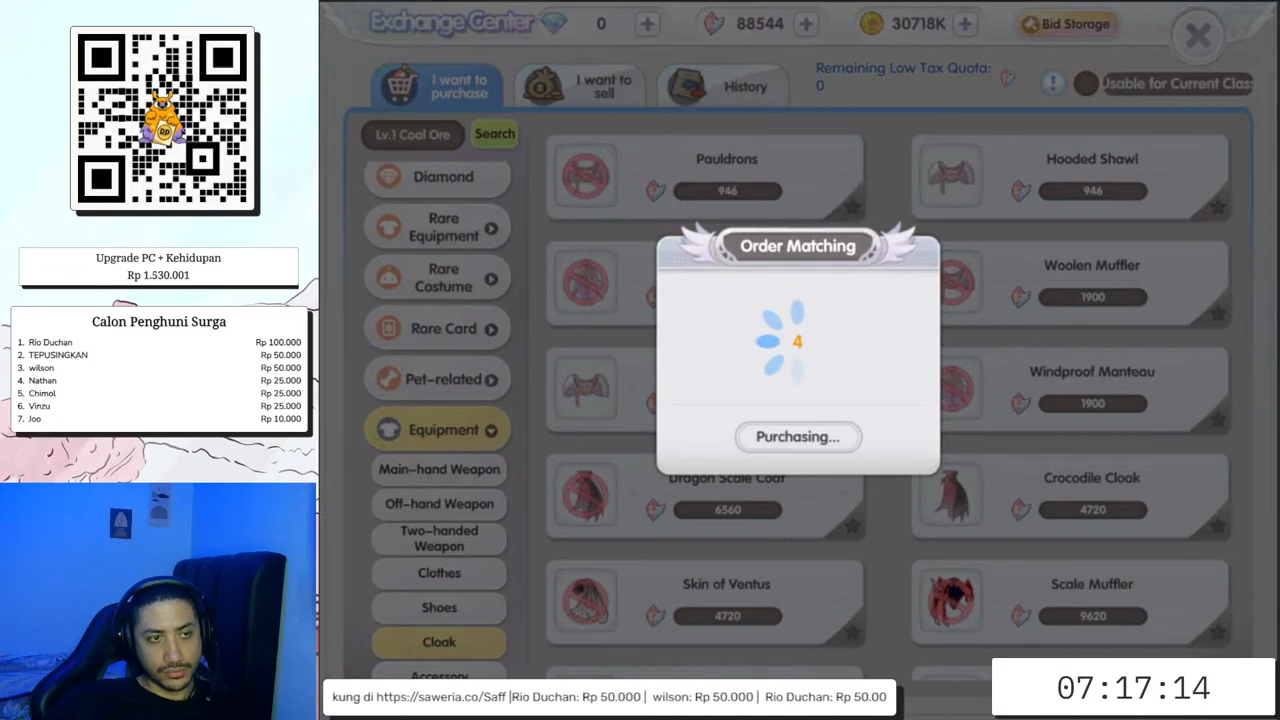 Upgrade PC + Kehidupan
Rp 1.530.001
Calon Penghuni Surga
1. Rio Duchan Rp 100.000
2. TEPUSINGKAN Rp 50.000
3. wilson Rp 50.000
4. Nathan Rp 25.000
5. Chimol Rp 25.000
6. Vinzu Rp 25.000
7. Joo Rp 10.000
Exchange Center 0 88544 30718K Bid Storage
I want to purchase
I want to sell
History
Remaining Low Tax Quota:
0
Usable for Current Class
Lv.1 Coal Ore Search
Diamond
Rare Equipment
Rare Costume
Rare Card
Pet-related
Equipment
Main-hand Weapon
Off-hand Weapon
Two-handed Weapon
Clothes
Shoes
Cloak
Accessory
Pauldrons
946
Hooded Shawl
946
Woolen Muffler
1900
Windproof Manteau
1900
Dragon Scale Coat
6560
Crocodile Cloak
4720
Skin of Ventus
4720
Scale Muffler
9620
Order Matching
4
Purchasing...
kung di https://saweria.co/Saff |Rio Duchan: Rp 50.000 | wilson: Rp 50.000 | Rio Duchan: Rp 50.00
07:17:14
RP